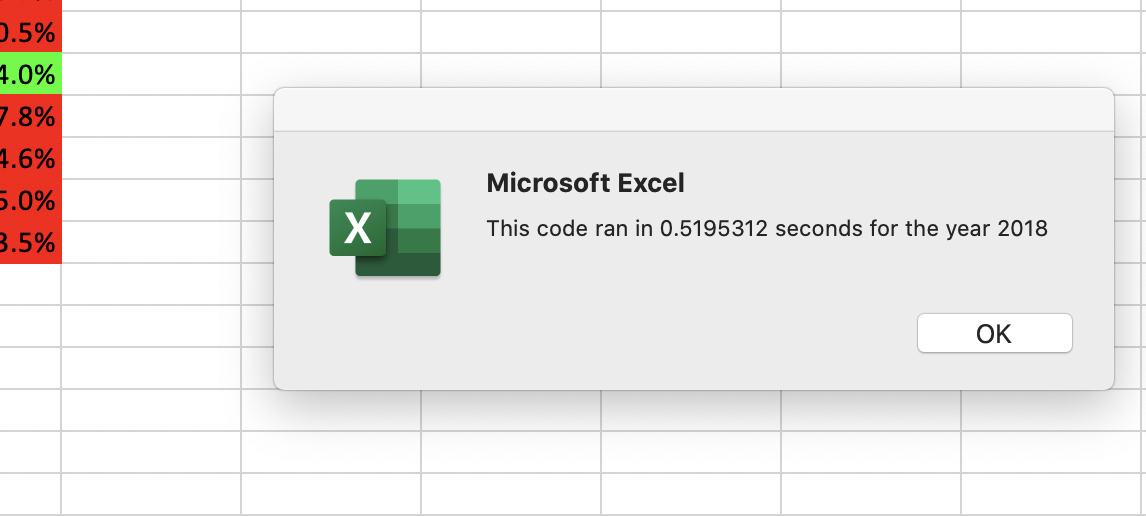 0.5%
4.0%
7.8%
4.6%
5.0%
3.5%
Microsoft Excel
This code ran in 0.5195312 seconds for the year 2018
X
OK